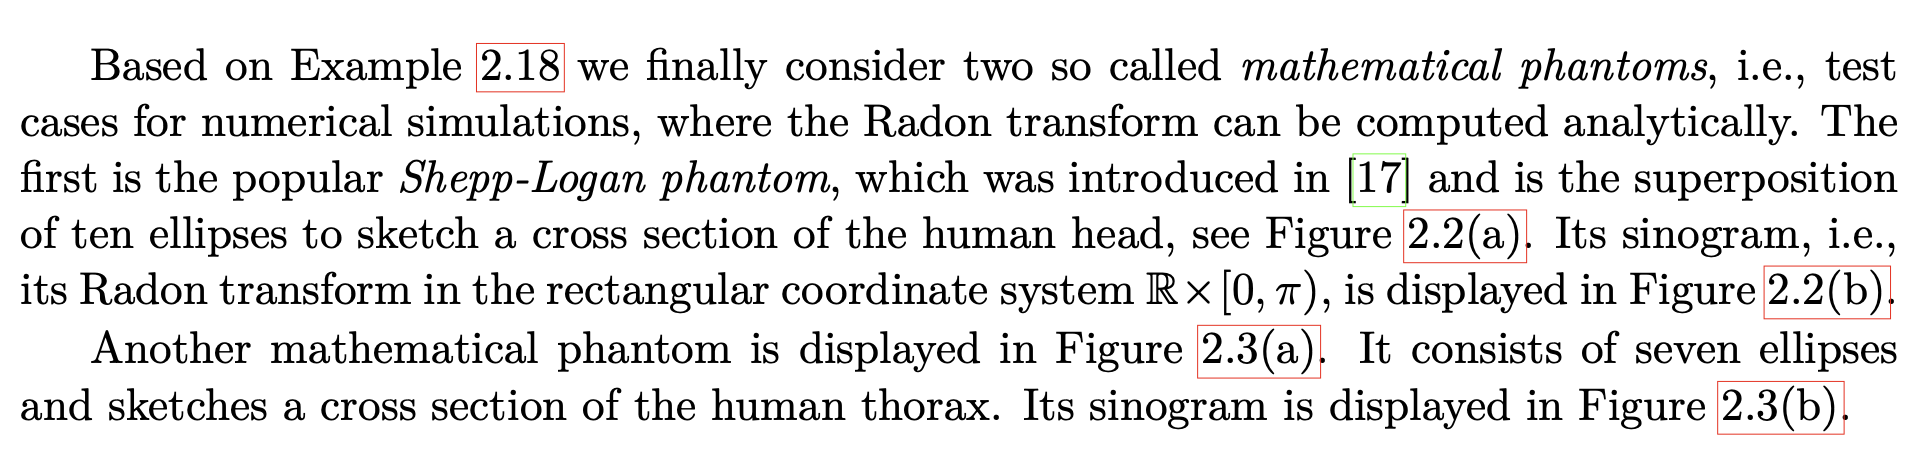 Based on Example 2.18 we finally consider two so called mathematical phantoms, i.e., test
cases for numerical simulations, where the Radon transform can be computed analytically. The
first is the popular Shepp-Logan phantom, which was introduced in [17] and is the superposition
of ten ellipses to sketch a cross section of the human head, see Figure 2.2(a). Its sinogram, i.e.,
its Radon transform in the rectangular coordinate system ℝ×[0, π), is displayed in Figure 2.2(b).
Another mathematical phantom is displayed in Figure 2.3(a). It consists of seven ellipses
and sketches a cross section of the human thorax. Its sinogram is displayed in Figure 2.3(b).